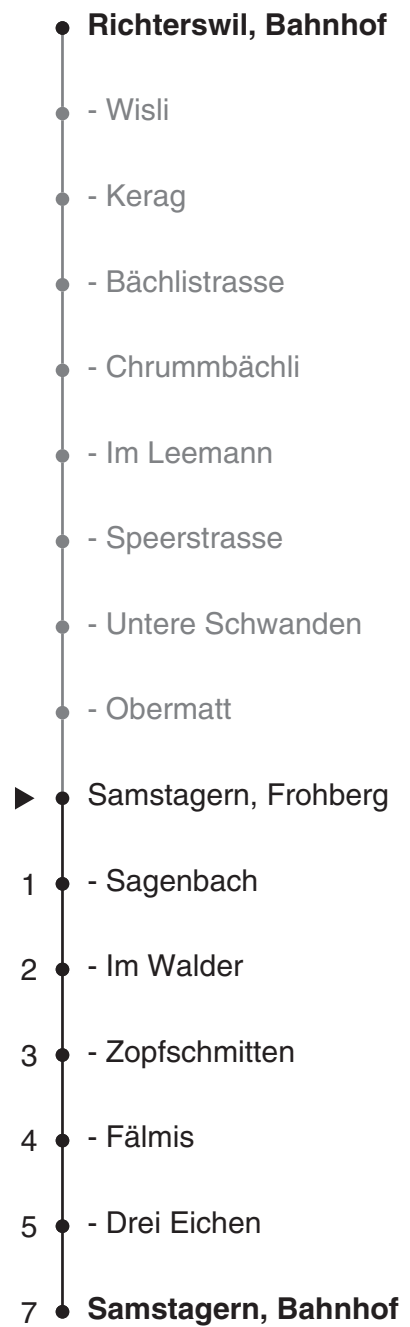 Richterswil, Bahnhof
- Wisli
- Kerag
- Bächlistrasse
- Chrummbächli
- Im Leemann
- Speerstrasse
- Untere Schwanden
- Obermatt
Samstagern, Frohberg
1 - Sagenbach
2 - Im Walder
3 - Zopfschmitten
4 - Fälmis
5 - Drei Eichen
7 Samstagern, Bahnhof